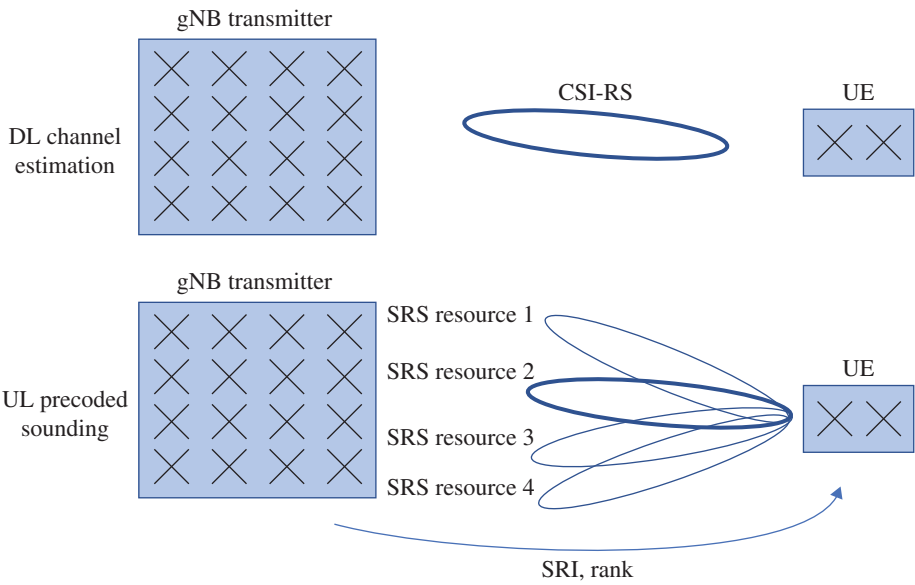 gNB transmitter
CSI-RS
UE
DL channel
estimation
gNB transmitter
SRS resource 1
SRS resource 2
UE
UL precoded
sounding
SRS resource 3
SRS resource 4
SRI, rank